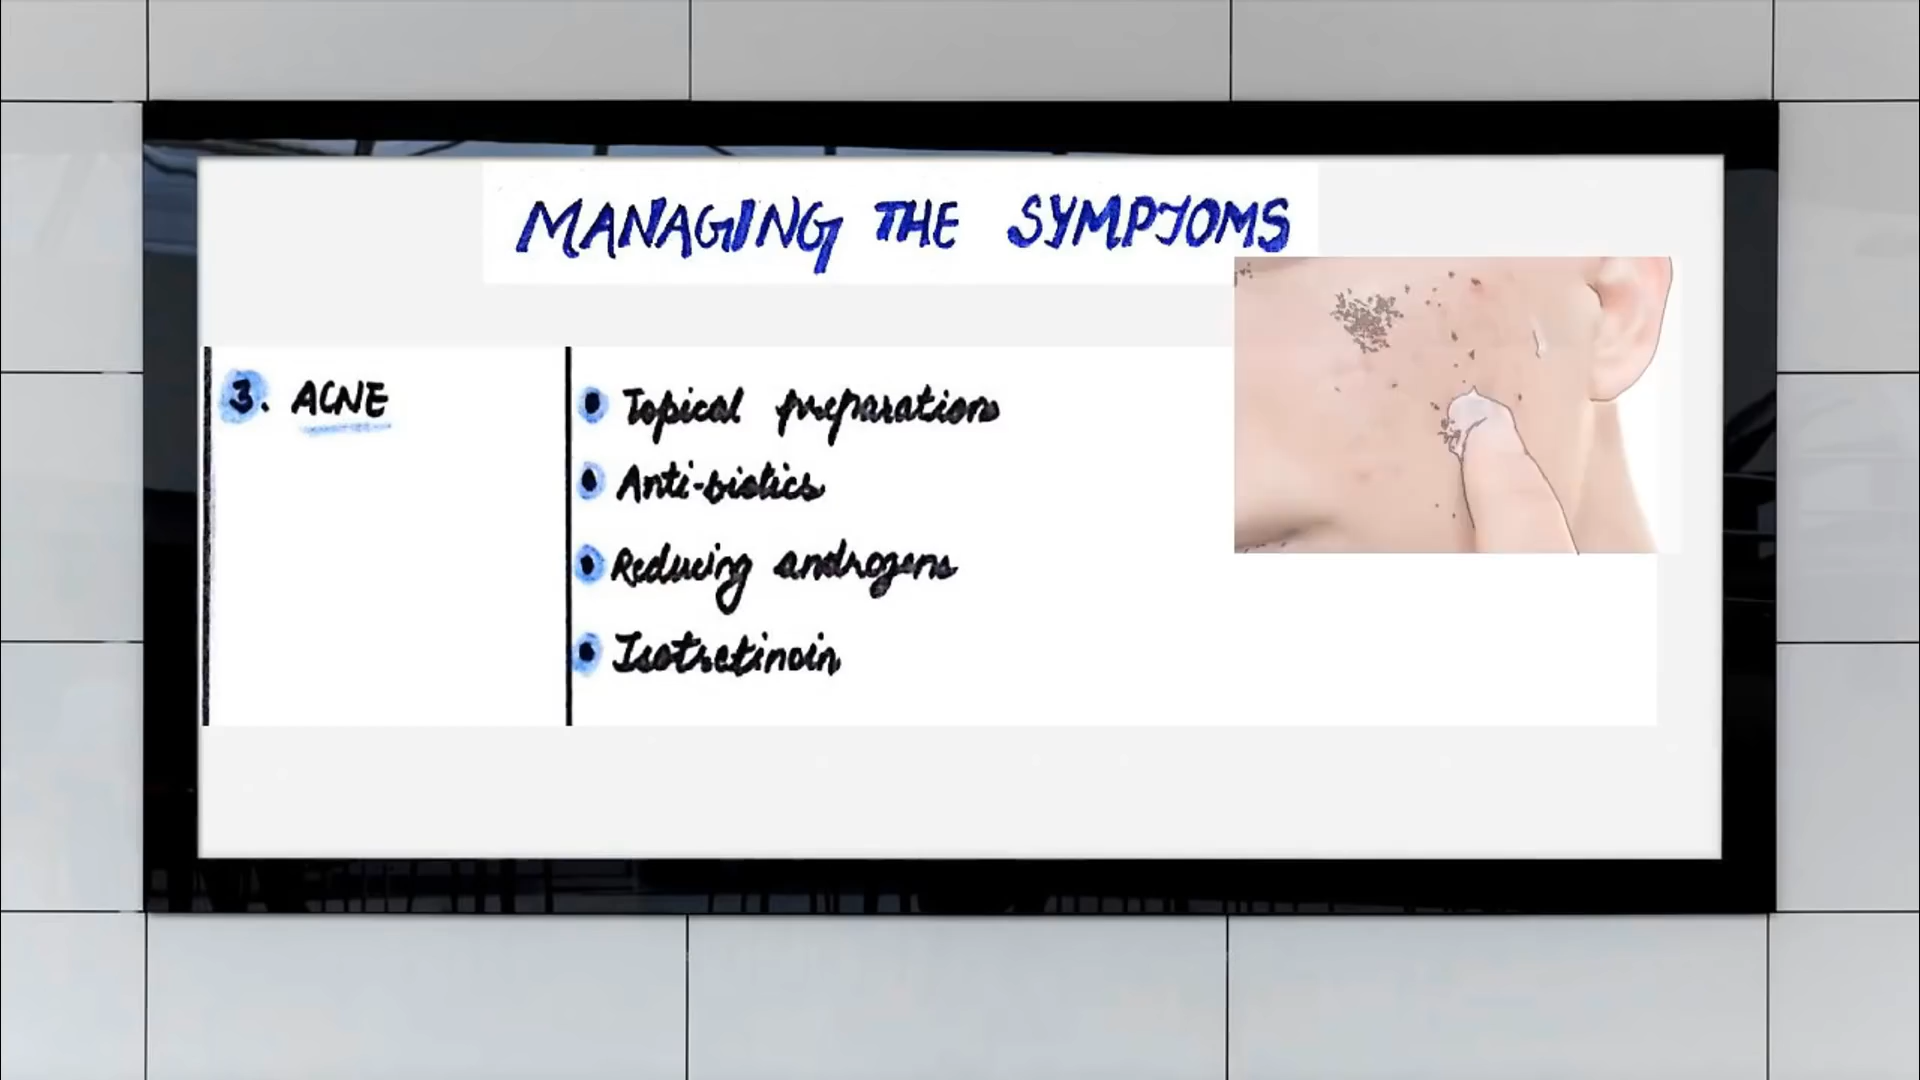 MANAGING THE SYMPTOMS
3. ACNE
• Topical preparations
• Anti-biotics
• Reducing androgens
• Isotretinoin